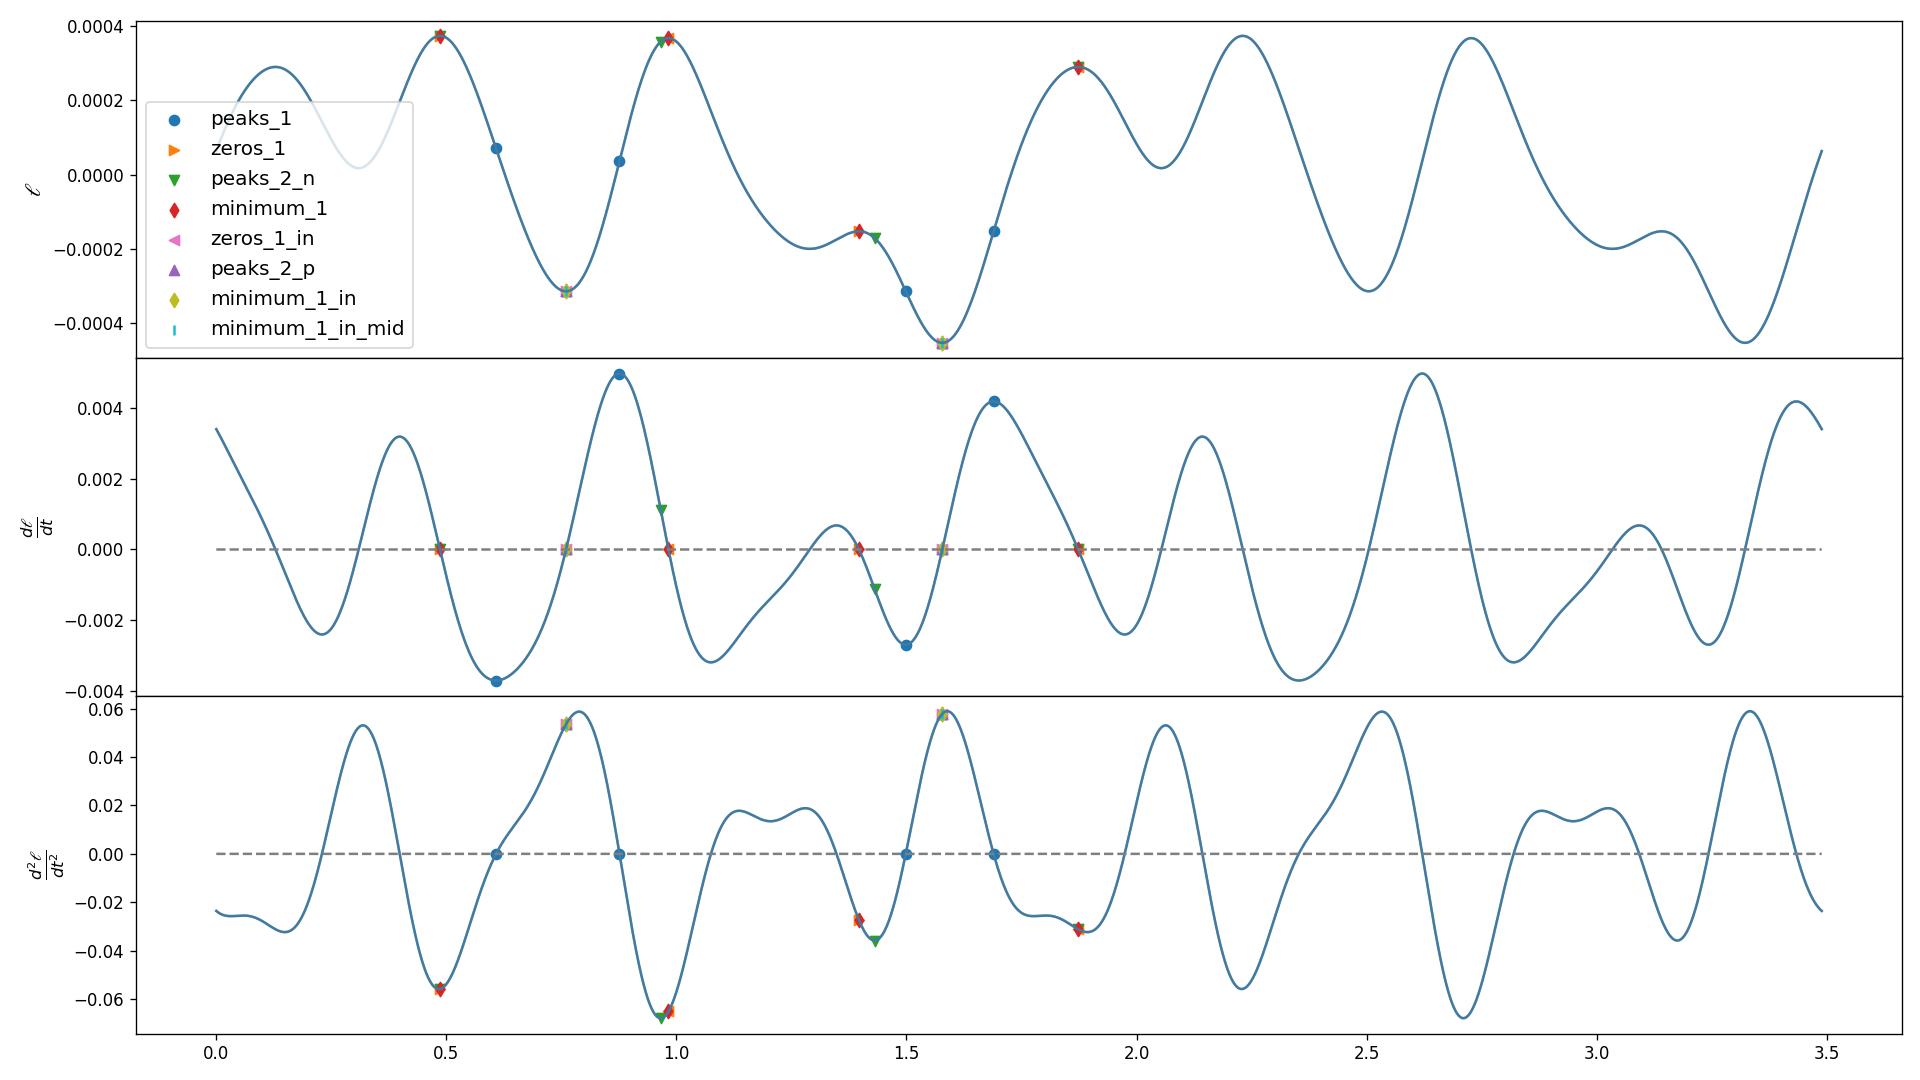 0.0004
0.0002
0.0000
−0.0002
−0.0004
ℓ
peaks_1
zeros_1
peaks_2_n
minimum_1
zeros_1_in
peaks_2_p
minimum_1_in
minimum_1_in_mid
0.004
0.002
0.000
−0.002
−0.004
dℓ/dt
0.06
0.04
0.02
0.00
−0.02
−0.04
−0.06
d²ℓ/dt²
0.0 0.5 1.0 1.5 2.0 2.5 3.0 3.5